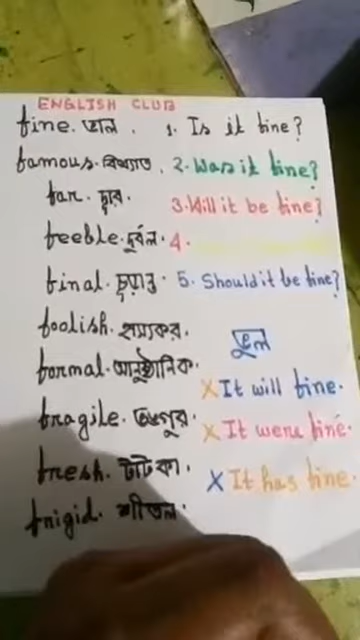 ENGLISH CLUB
fine. ভাল. 1. Is it fine?
famous. বিখ্যাত. 2. Was it fine?
far. দূর. 3. Will it be fine?
feeble. দুর্বল. 4.
final. চূড়ান্ত 5. Should it be fine?
foolish. হাস্যকর. ভুল
formal. আনুষ্ঠানিক. X It will fine.
fragile. ভঙ্গুর. X It were fine.
fresh. টাটকা. X It has fine.
frigid. শীতল.